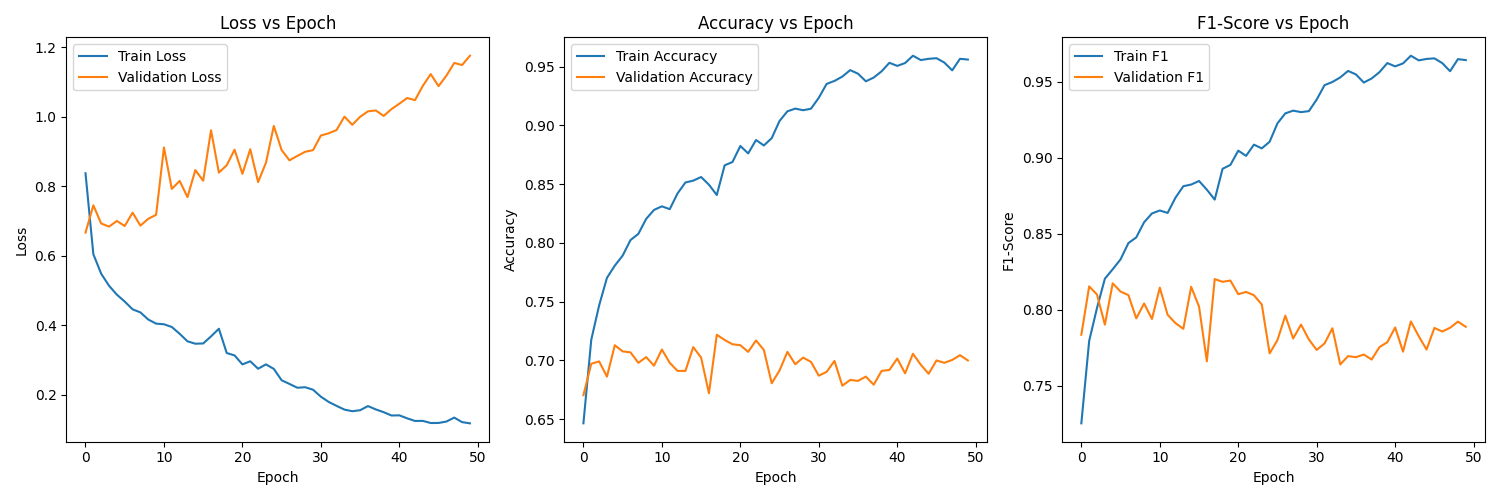 Loss vs Epoch
Train Loss
Validation Loss
1.2
1.0
0.8
0.6
0.4
0.2
Loss
0 10 20 30 40 50
Epoch
Accuracy vs Epoch
Train Accuracy
Validation Accuracy
0.95
0.90
0.85
0.80
0.75
0.70
0.65
Accuracy
0 10 20 30 40 50
Epoch
F1-Score vs Epoch
Train F1
Validation F1
0.95
0.90
0.85
0.80
0.75
F1-Score
0 10 20 30 40 50
Epoch